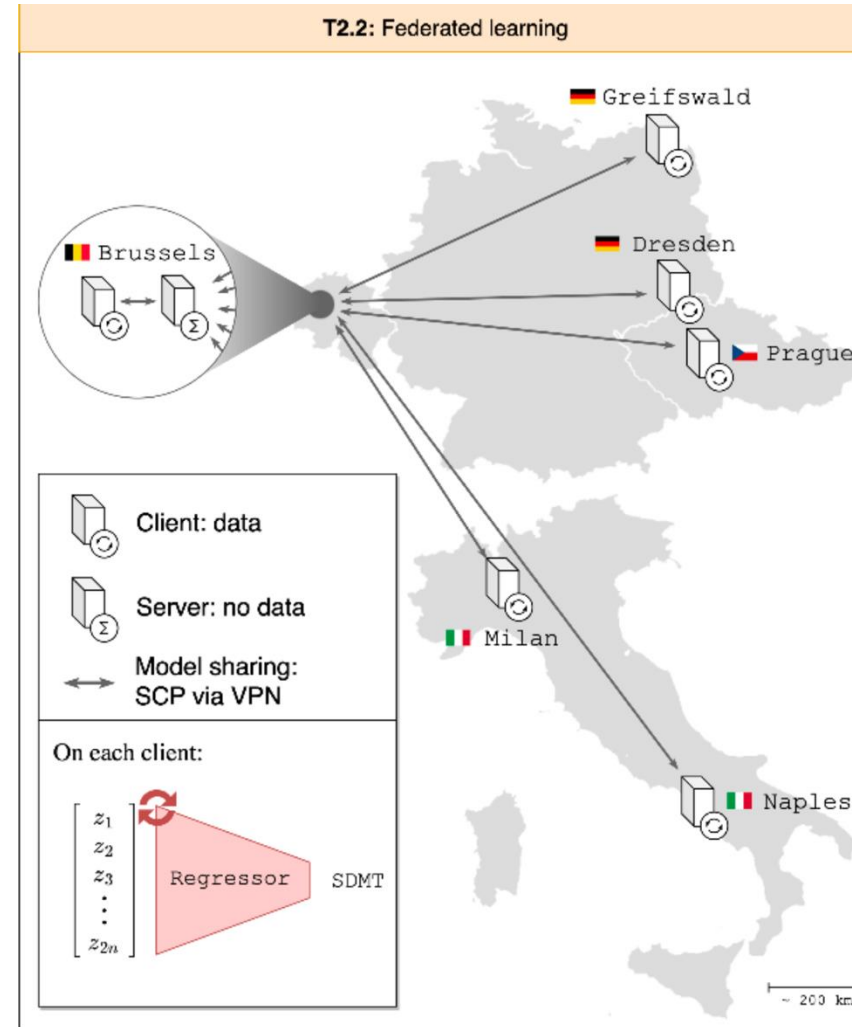 T2.2: Federated learning
Greifswald
Brussels
Dresden
Σ
Prague
Client: data
Σ
Server: no data
Milan
Model sharing:
SCP via VPN
On each client:
z₁
z₂
z₃
⋮
z₂ₙ
Regressor
SDMT
Naples
~ 200 km